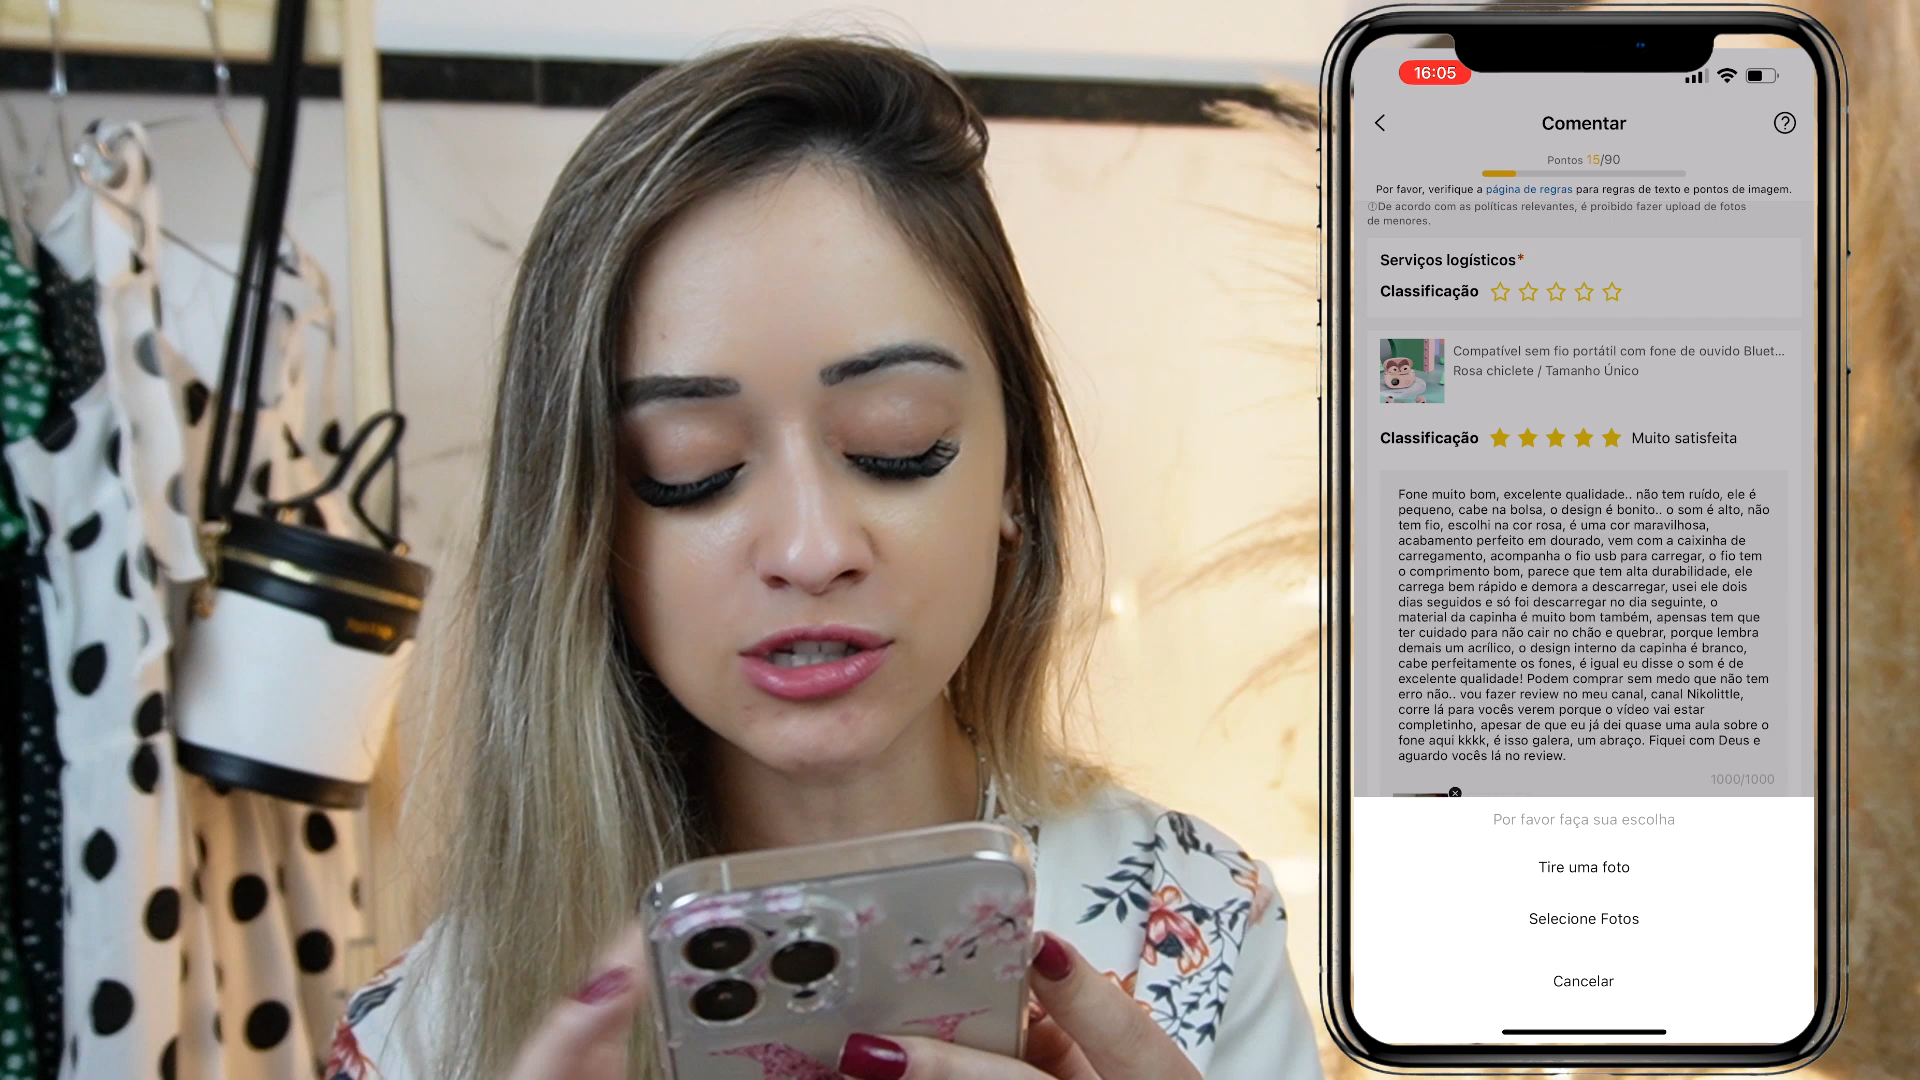 16:05
Comentar
Pontos 15/90
Por favor, verifique a página de regras para regras de texto e pontos de imagem.
De acordo com as políticas relevantes, é proibido fazer upload de fotos
de menores.
Serviços logísticos*
Classificação
Compatível sem fio portátil com fone de ouvido Bluet...
Rosa chiclete / Tamanho Único
Classificação Muito satisfeita
Fone muito bom, excelente qualidade.. não tem ruído, ele é
pequeno, cabe na bolsa, o design é bonito.. o som é alto, não
tem fio, escolhi na cor rosa, é uma cor maravilhosa,
acabamento perfeito em dourado, vem com a caixinha de
carregamento, acompanha o fio usb para carregar, o fio tem
o comprimento bom, parece que tem alta durabilidade, ele
carrega bem rápido e demora a descarregar, usei ele dois
dias seguidos e só foi descarregar no dia seguinte, o
material da capinha é muito bom também, apensas tem que
ter cuidado para não cair no chão e quebrar, porque lembra
demais um acrílico, o design interno da capinha é branco,
cabe perfeitamente os fones, é igual eu disse o som é de
excelente qualidade! Podem comprar sem medo que não tem
erro não.. vou fazer review no meu canal, canal Nikolittle,
corre lá para vocês verem porque o vídeo vai estar
completinho, apesar de que eu já dei quase uma aula sobre o
fone aqui kkkk, é isso galera, um abraço. Fiquei com Deus e
aguardo vocês lá no review.
1000/1000
Por favor faça sua escolha
Tire uma foto
Selecione Fotos
Cancelar